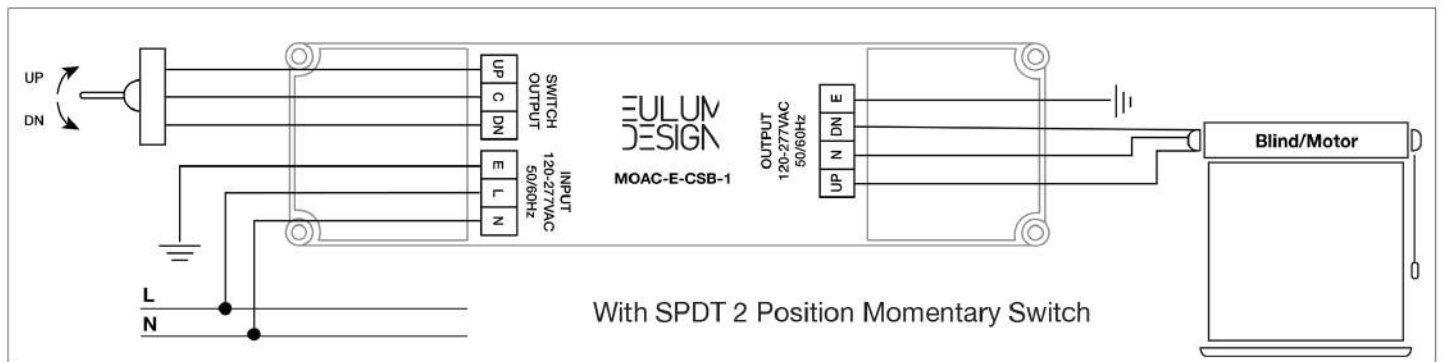 UP
DN
UP
C
DN
SWITCH
OUTPUT
E
L
N
INPUT
120-277VAC
50/60Hz
EULUM
DESIGN
MOAC-E-CSB-1
OUTPUT
120-277VAC
50/60Hz
E
DN
N
UP
Blind/Motor
L
N
With SPDT 2 Position Momentary Switch